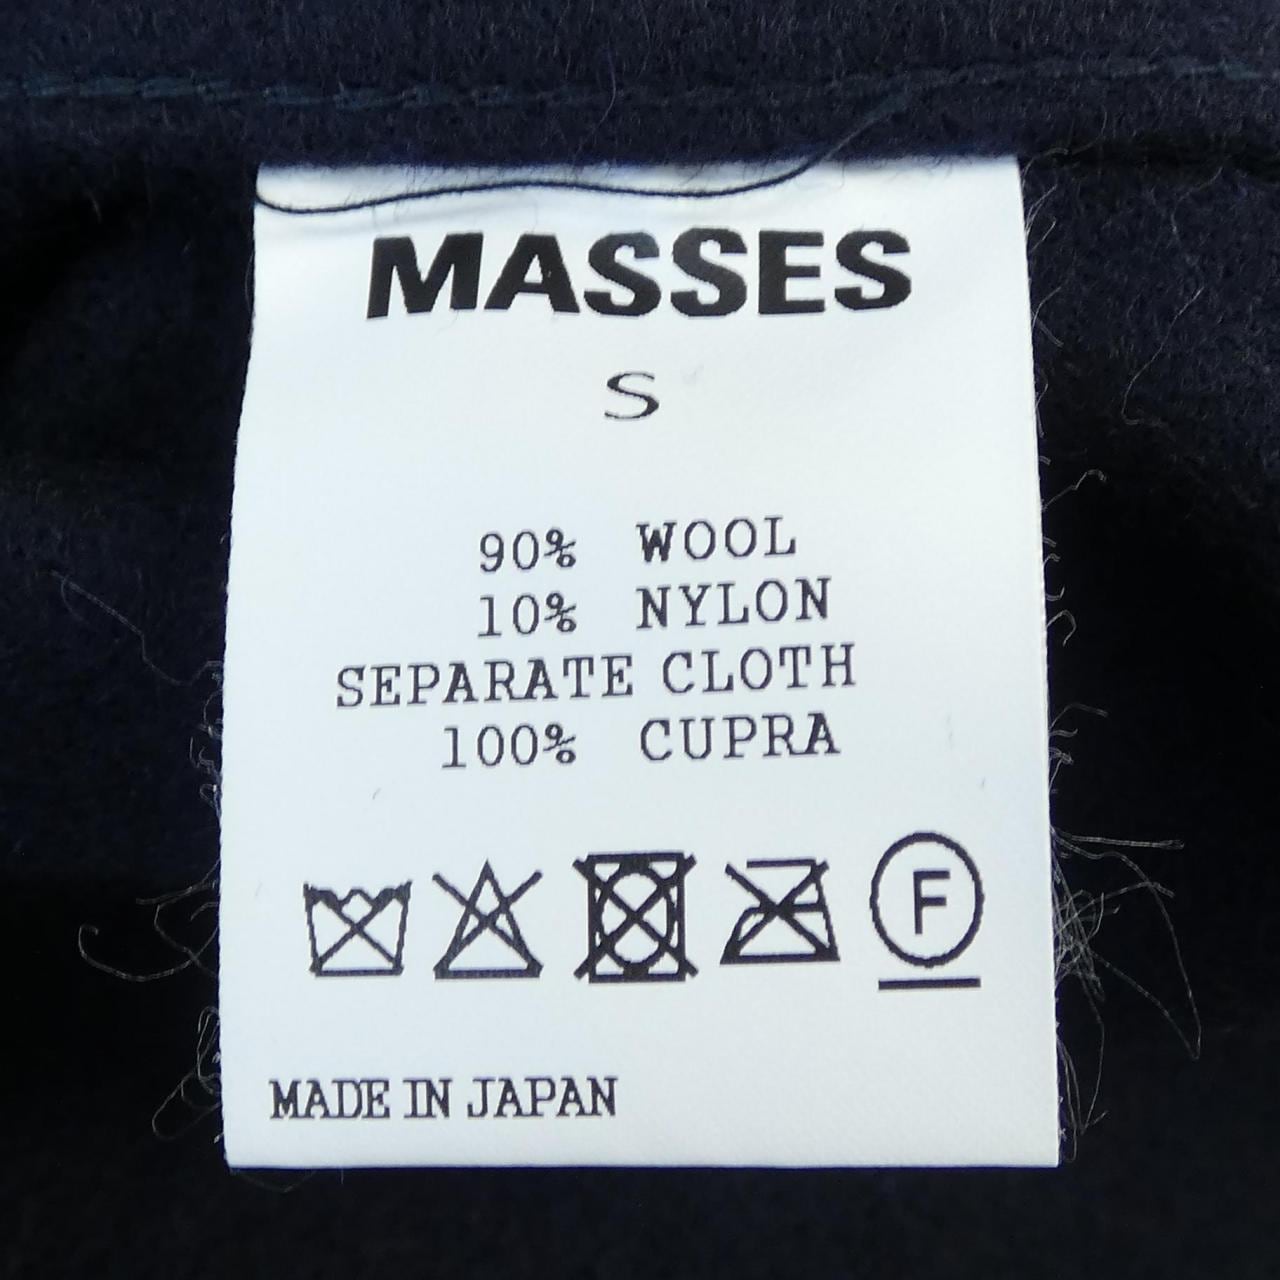 MASSES
S
90% WOOL
10% NYLON
SEPARATE CLOTH
100% CUPRA
F
MADE IN JAPAN